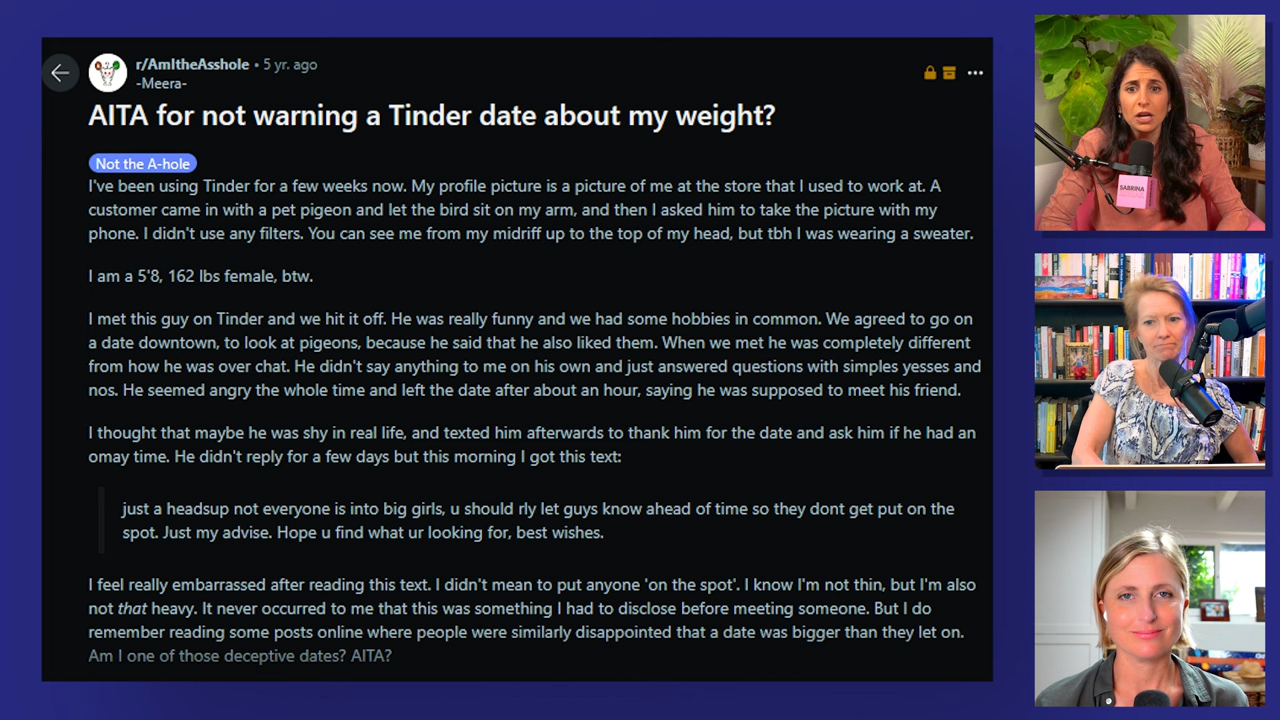 r/AmItheAsshole • 5 yr. ago
-Meera-
AITA for not warning a Tinder date about my weight?
Not the A-hole
I've been using Tinder for a few weeks now. My profile picture is a picture of me at the store that I used to work at. A
customer came in with a pet pigeon and let the bird sit on my arm, and then I asked him to take the picture with my
phone. I didn't use any filters. You can see me from my midriff up to the top of my head, but tbh I was wearing a sweater.
I am a 5'8, 162 lbs female, btw.
I met this guy on Tinder and we hit it off. He was really funny and we had some hobbies in common. We agreed to go on
a date downtown, to look at pigeons, because he said that he also liked them. When we met he was completely different
from how he was over chat. He didn't say anything to me on his own and just answered questions with simples yesses and
nos. He seemed angry the whole time and left the date after about an hour, saying he was supposed to meet his friend.
I thought that maybe he was shy in real life, and texted him afterwards to thank him for the date and ask him if he had an
omay time. He didn't reply for a few days but this morning I got this text:
just a headsup not everyone is into big girls, u should rly let guys know ahead of time so they dont get put on the
spot. Just my advise. Hope u find what ur looking for, best wishes.
I feel really embarrassed after reading this text. I didn't mean to put anyone 'on the spot'. I know I'm not thin, but I'm also
not that heavy. It never occurred to me that this was something I had to disclose before meeting someone. But I do
remember reading some posts online where people were similarly disappointed that a date was bigger than they let on.
Am I one of those deceptive dates? AITA?
SABRINA